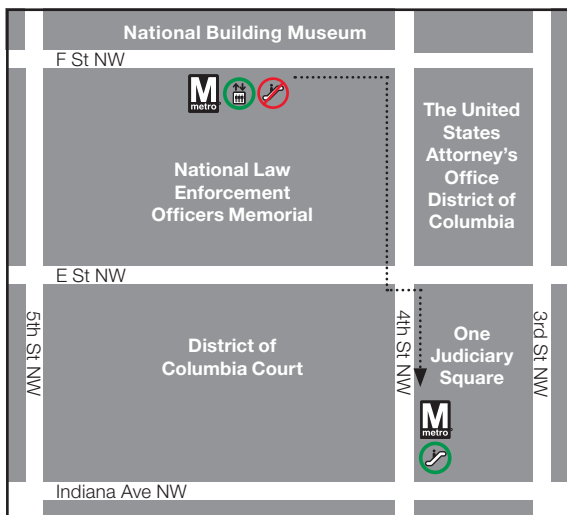 National Building Museum
F St NW
M
metro
The United
States
Attorney's
Office
District of
Columbia
National Law
Enforcement
Officers Memorial
E St NW
5th St NW
District of
Columbia Court
4th St NW
One
Judiciary
Square
3rd St NW
M
metro
Indiana Ave NW